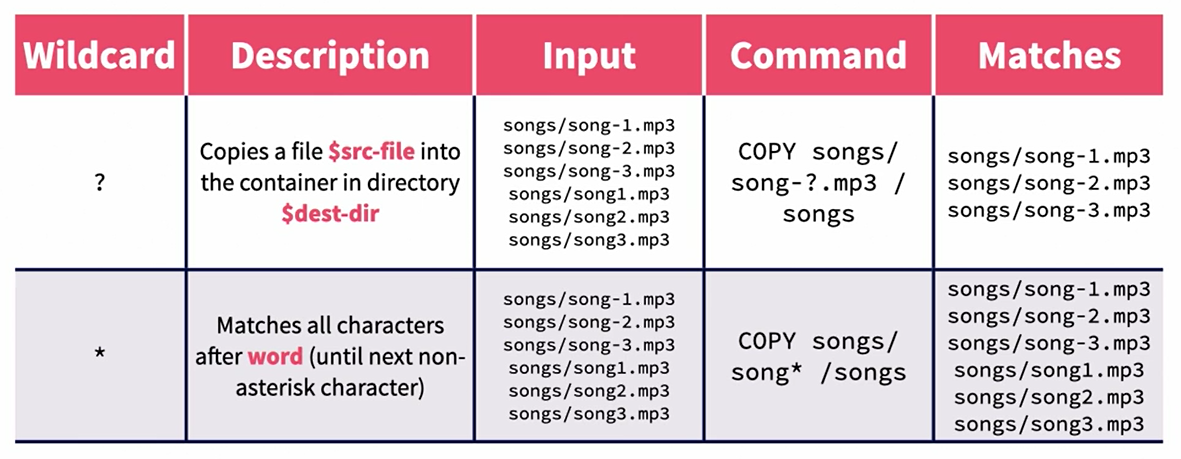 Wildcard Description Input Command Matches
?
Copies a file $src-file into
the container in directory
$dest-dir
songs/song-1.mp3
songs/song-2.mp3
songs/song-3.mp3
songs/song1.mp3
songs/song2.mp3
songs/song3.mp3
COPY songs/
song-?.mp3 /
songs
songs/song-1.mp3
songs/song-2.mp3
songs/song-3.mp3
*
Matches all characters
after word (until next non-
asterisk character)
songs/song-1.mp3
songs/song-2.mp3
songs/song-3.mp3
songs/song1.mp3
songs/song2.mp3
songs/song3.mp3
COPY songs/
song* /songs
songs/song-1.mp3
songs/song-2.mp3
songs/song-3.mp3
songs/song1.mp3
songs/song2.mp3
songs/song3.mp3